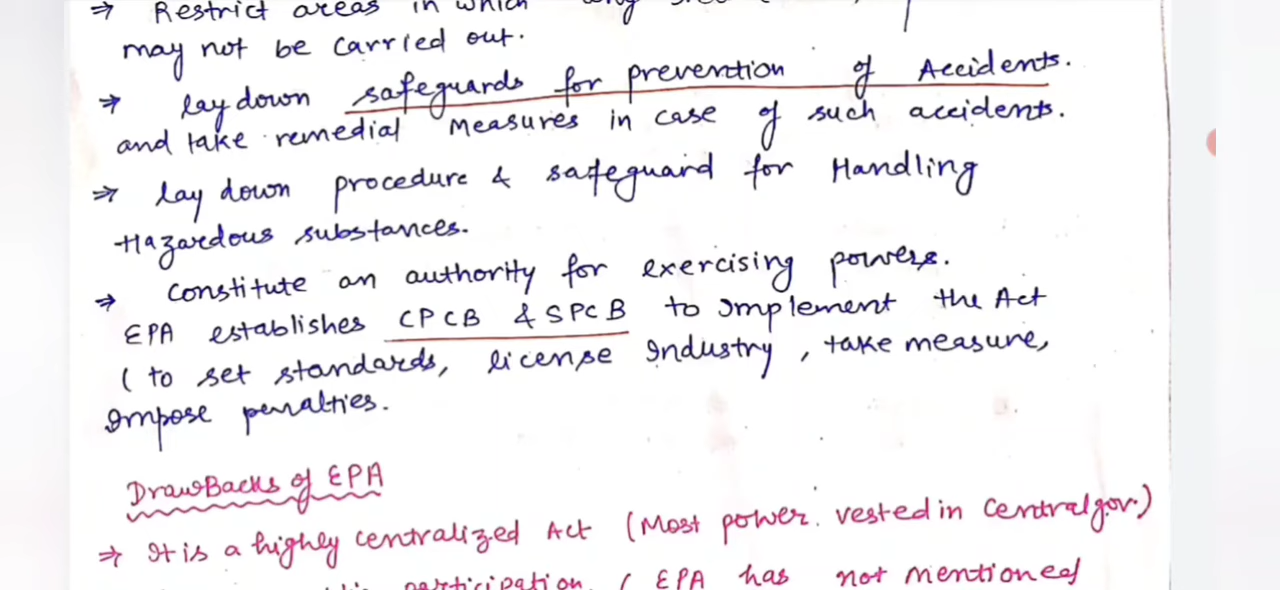 ⇒ Restrict areas in which any
may not be carried out.
⇒ lay down safeguards for prevention of Accidents.
and take remedial Measures in case of such accidents.
⇒ lay down procedure & safeguard for Handling
Hazardous substances.
⇒ constitute an authority for exercising powers.
EPA establishes CPCB & SPCB to Implement the Act
( to set standards, license Industry, take measure,
Impose penalties.
DrawBacks of EPA
⇒ It is a highly centralized Act (Most power. vested in Central gov.)
participation ( EPA has not mentioned